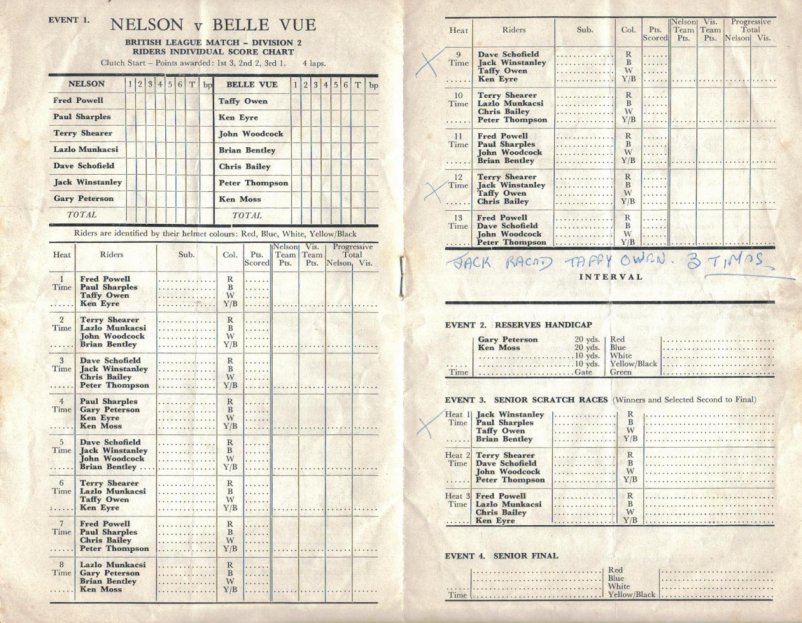 EVENT 1.
NELSON v BELLE VUE
BRITISH LEAGUE MATCH – DIVISION 2
RIDERS INDIVIDUAL SCORE CHART
Clutch Start – Points awarded: 1st 3, 2nd 2, 3rd 1. 4 laps.
NELSON 1 2 3 4 5 6 T bp BELLE VUE 1 2 3 4 5 6 T bp
Fred Powell Taffy Owen
Paul Sharples Ken Eyre
Terry Shearer John Woodcock
Lazlo Munkacsi Brian Bentley
Dave Schofield Chris Bailey
Jack Winstanley Peter Thompson
Gary Peterson Ken Moss
TOTAL TOTAL
Riders are identified by their helmet colours: Red, Blue, White, Yellow/Black
Heat Riders Sub. Col. Pts. Scored Nelson Team Pts. Vis. Team Pts. Progressive Total Nelson Vis.
1 Fred Powell R
Time Paul Sharples B
Taffy Owen W
Ken Eyre Y/B
2 Terry Shearer R
Time Lazlo Munkacsi B
John Woodcock W
Brian Bentley Y/B
3 Dave Schofield R
Time Jack Winstanley B
Chris Bailey W
Peter Thompson Y/B
4 Paul Sharples R
Time Gary Peterson B
Ken Eyre W
Ken Moss Y/B
5 Dave Schofield R
Time Jack Winstanley B
John Woodcock W
Brian Bentley Y/B
6 Terry Shearer R
Time Lazlo Munkacsi B
Taffy Owen W
Ken Eyre Y/B
7 Fred Powell R
Time Paul Sharples B
Chris Bailey W
Peter Thompson Y/B
8 Lazlo Munkacsi R
Time Gary Peterson B
Brian Bentley W
Ken Moss Y/B
Heat Riders Sub. Col. Pts. Scored Nelson Team Pts. Vis. Team Pts. Progressive Total Nelson Vis.
9 Dave Schofield R
Time Jack Winstanley B
Taffy Owen W
Ken Eyre Y/B
10 Terry Shearer R
Time Lazlo Munkacsi B
Chris Bailey W
Peter Thompson Y/B
11 Fred Powell R
Time Paul Sharples B
John Woodcock W
Brian Bentley Y/B
12 Terry Shearer R
Time Jack Winstanley B
Taffy Owen W
Chris Bailey Y/B
13 Fred Powell R
Time Dave Schofield B
John Woodcock W
Peter Thompson Y/B
JACK RACED TAFFY OWEN. 3 TIMES
INTERVAL
EVENT 2. RESERVES HANDICAP
Gary Peterson 20 yds. Red
Ken Moss 20 yds. Blue
10 yds. White
10 yds. Yellow/Black
Time Gate Green
EVENT 3. SENIOR SCRATCH RACES (Winners and Selected Second to Final)
Heat 1 Jack Winstanley R
Time Paul Sharples B
Taffy Owen W
Brian Bentley Y/B
Heat 2 Terry Shearer R
Time Dave Schofield B
John Woodcock W
Peter Thompson Y/B
Heat 3 Fred Powell R
Time Lazlo Munkacsi B
Chris Bailey W
Ken Eyre Y/B
EVENT 4. SENIOR FINAL
Red
Blue
White
Time Yellow/Black